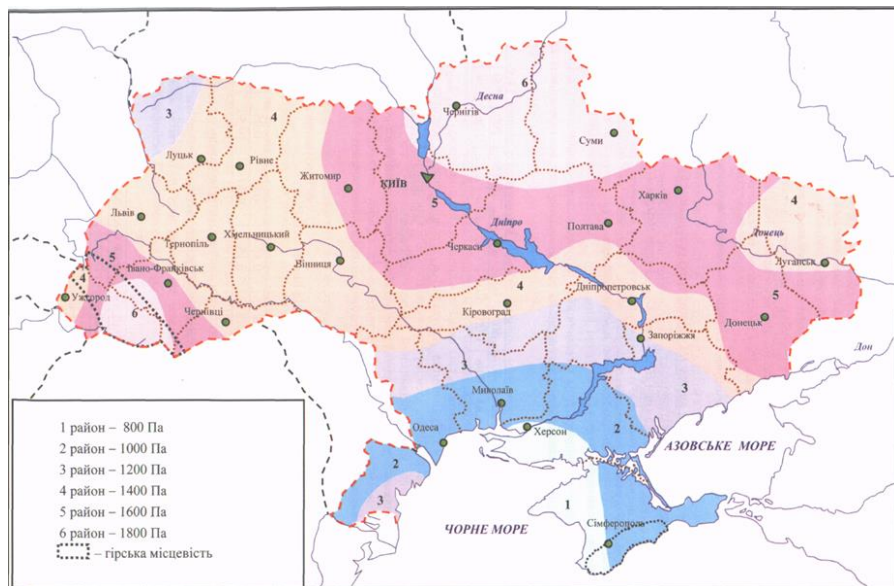 6
Десна
Чернігів
3
4
Суми
Луцьк
Рівне
Житомир
КИЇВ
Харків
4
5
Львів
Дніпро
Полтава
Донець
Тернопіль
Хмельницький
Черкаси
5
Івано-Франківськ
Вінниця
Луганськ
4
Ужгород
4
Дніпропетровськ
5
6
Чернівці
Кіровоград
Донецьк
Запоріжжя
Дон
3
3
Миколаїв
Одеса
Херсон
2
АЗОВСЬКЕ МОРЕ
2
3
1
Сімферополь
ЧОРНЕ МОРЕ
1 район – 800 Па
2 район – 1000 Па
3 район – 1200 Па
4 район – 1400 Па
5 район – 1600 Па
6 район – 1800 Па
– гірська місцевість